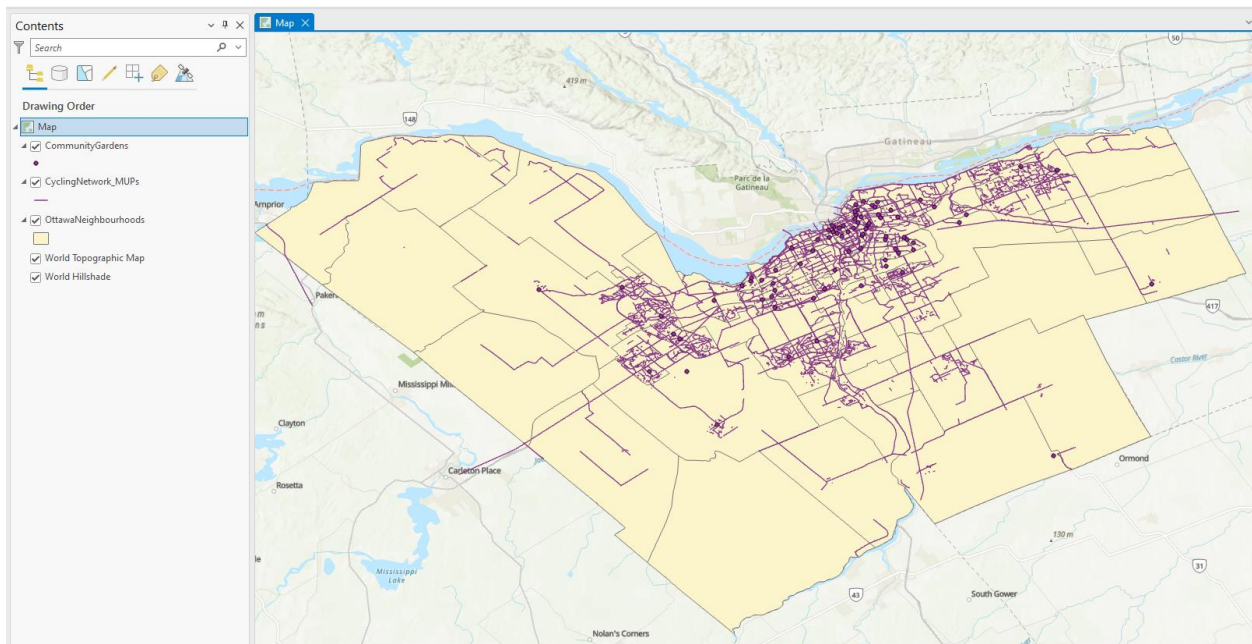 Contents
Search
Drawing Order
Map
CommunityGardens
CyclingNetwork_MUPs
OttawaNeighbourhoods
World Topographic Map
World Hillshade
Map
50
419 m
148
Gatineau
Parc de la
Gatineau
Arnprior
417
Castor River
Mississippi
Clayton
Carleton Place
Ormond
Rosetta
130 m
31
Mississippi
Lake
43
South Gower
Nolan's Corners